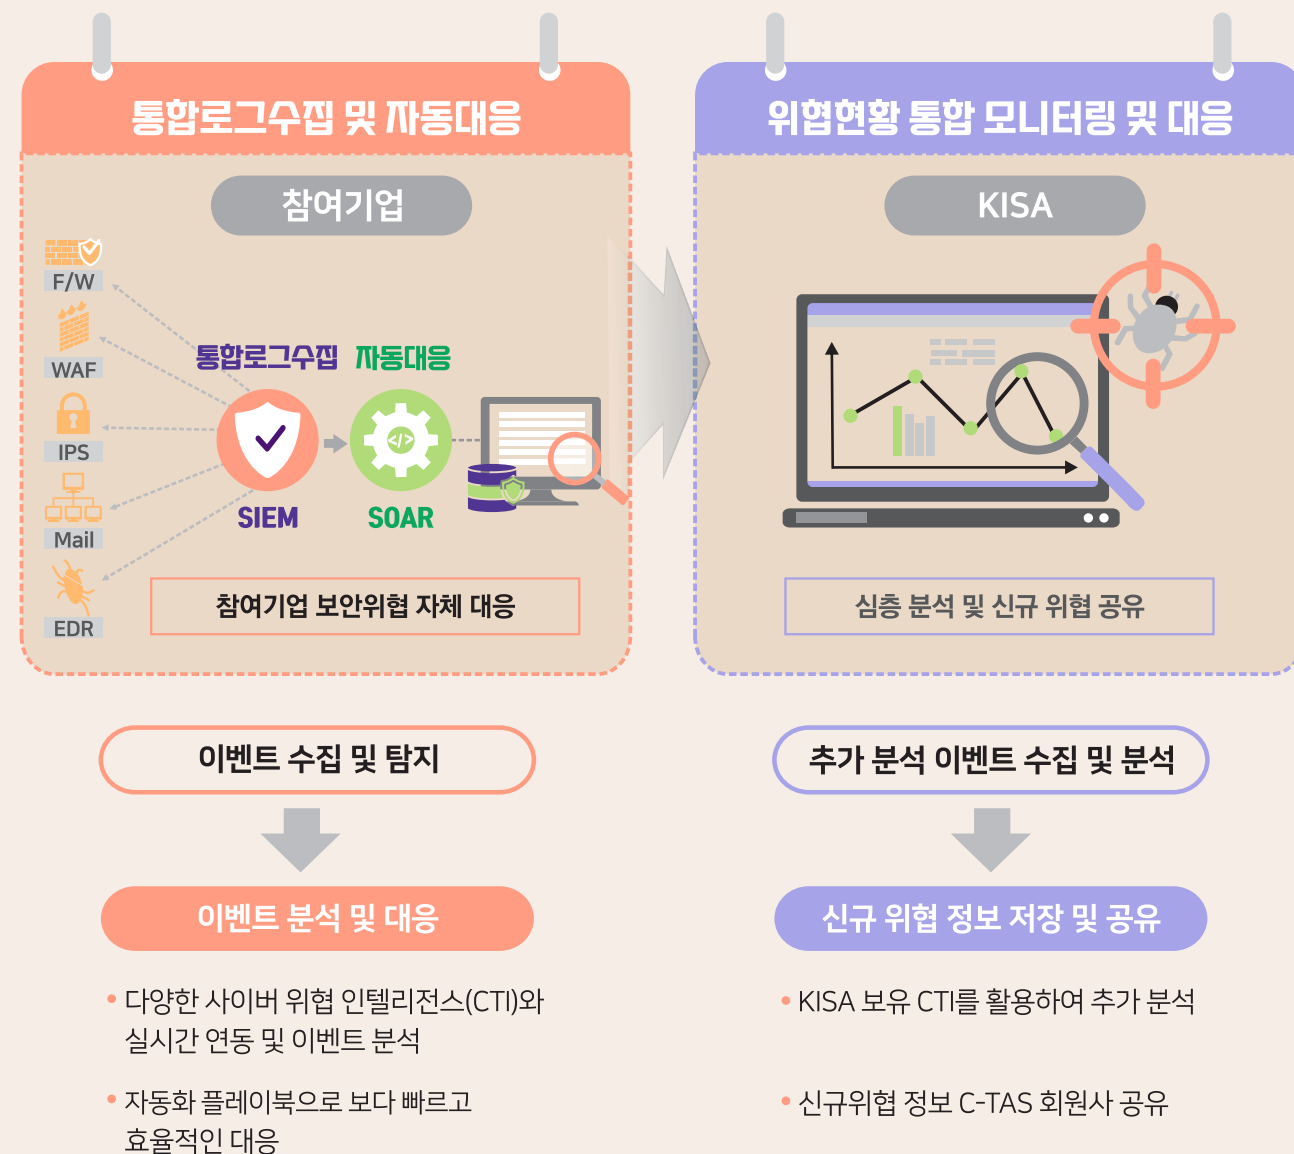 통합로그수집 및 자동대응
참여기업
F/W
WAF
IPS
Mail
EDR
통합로그수집
자동대응
</>
SIEM
SOAR
참여기업 보안위협 자체 대응
이벤트 수집 및 탐지
이벤트 분석 및 대응
• 다양한 사이버 위협 인텔리전스(CTI)와
실시간 연동 및 이벤트 분석
• 자동화 플레이북으로 보다 빠르고
효율적인 대응
위협현황 통합 모니터링 및 대응
KISA
심층 분석 및 신규 위협 공유
추가 분석 이벤트 수집 및 분석
신규 위협 정보 저장 및 공유
• KISA 보유 CTI를 활용하여 추가 분석
• 신규위협 정보 C-TAS 회원사 공유